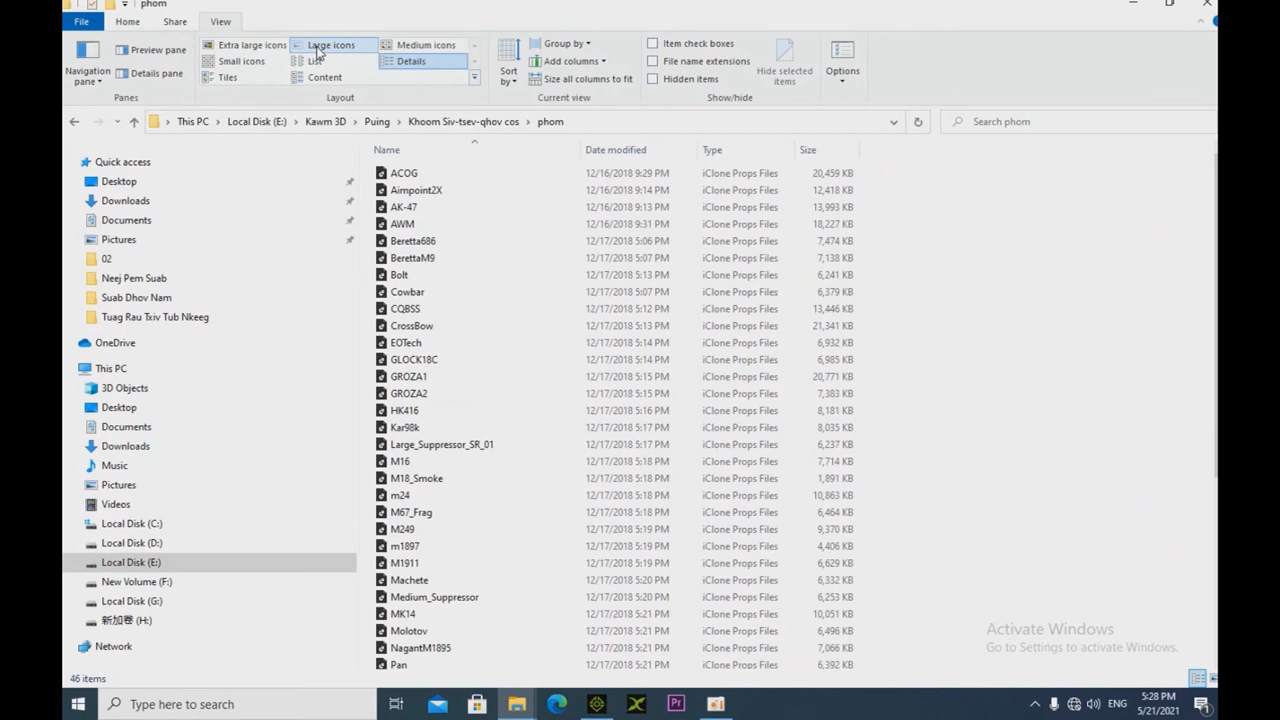 phom
File Home Share View
Navigation pane
Preview pane
Details pane
Panes
Extra large icons Large icons Medium icons
Small icons List Details
Tiles Content
Layout
Sort by
Group by
Add columns
Size all columns to fit
Current view
Item check boxes
File name extensions
Hidden items
Hide selected items
Show/hide
Options
This PC Local Disk (E:) Kawm 3D Puing Khoom Siv-tsev-qhov cos phom
Search phom
Quick access
Desktop
Downloads
Documents
Pictures
02
Neej Pem Suab
Suab Dhov Nam
Tuag Rau Txiv Tub Nkeeg
OneDrive
This PC
3D Objects
Desktop
Documents
Downloads
Music
Pictures
Videos
Local Disk (C:)
Local Disk (D:)
Local Disk (E:)
New Volume (F:)
Local Disk (G:)
新加卷 (H:)
Network
Name Date modified Type Size
ACOG 12/16/2018 9:29 PM iClone Props Files 20,459 KB
Aimpoint2X 12/16/2018 9:14 PM iClone Props Files 12,418 KB
AK-47 12/16/2018 9:13 PM iClone Props Files 13,993 KB
AWM 12/16/2018 9:31 PM iClone Props Files 18,227 KB
Beretta686 12/17/2018 5:06 PM iClone Props Files 7,474 KB
BerettaM9 12/17/2018 5:07 PM iClone Props Files 7,138 KB
Bolt 12/17/2018 5:13 PM iClone Props Files 6,241 KB
Cowbar 12/17/2018 5:07 PM iClone Props Files 6,379 KB
CQBSS 12/17/2018 5:12 PM iClone Props Files 13,446 KB
CrossBow 12/17/2018 5:13 PM iClone Props Files 21,341 KB
EOTech 12/17/2018 5:14 PM iClone Props Files 6,932 KB
GLOCK18C 12/17/2018 5:14 PM iClone Props Files 6,985 KB
GROZA1 12/17/2018 5:15 PM iClone Props Files 20,771 KB
GROZA2 12/17/2018 5:15 PM iClone Props Files 7,383 KB
HK416 12/17/2018 5:16 PM iClone Props Files 8,181 KB
Kar98k 12/17/2018 5:17 PM iClone Props Files 8,035 KB
Large_Suppressor_SR_01 12/17/2018 5:17 PM iClone Props Files 6,237 KB
M16 12/17/2018 5:18 PM iClone Props Files 7,714 KB
M18_Smoke 12/17/2018 5:18 PM iClone Props Files 1,891 KB
m24 12/17/2018 5:18 PM iClone Props Files 10,863 KB
M67_Frag 12/17/2018 5:18 PM iClone Props Files 6,464 KB
M249 12/17/2018 5:19 PM iClone Props Files 9,370 KB
m1897 12/17/2018 5:19 PM iClone Props Files 4,406 KB
M1911 12/17/2018 5:19 PM iClone Props Files 6,629 KB
Machete 12/17/2018 5:20 PM iClone Props Files 6,332 KB
Medium_Suppressor 12/17/2018 5:20 PM iClone Props Files 6,253 KB
MK14 12/17/2018 5:21 PM iClone Props Files 10,051 KB
Molotov 12/17/2018 5:21 PM iClone Props Files 6,496 KB
NagantM1895 12/17/2018 5:21 PM iClone Props Files 7,066 KB
Pan 12/17/2018 5:21 PM iClone Props Files 6,392 KB
Activate Windows
Go to Settings to activate Windows.
46 items
Type here to search
Pr
ENG
5:28 PM
5/21/2021
1